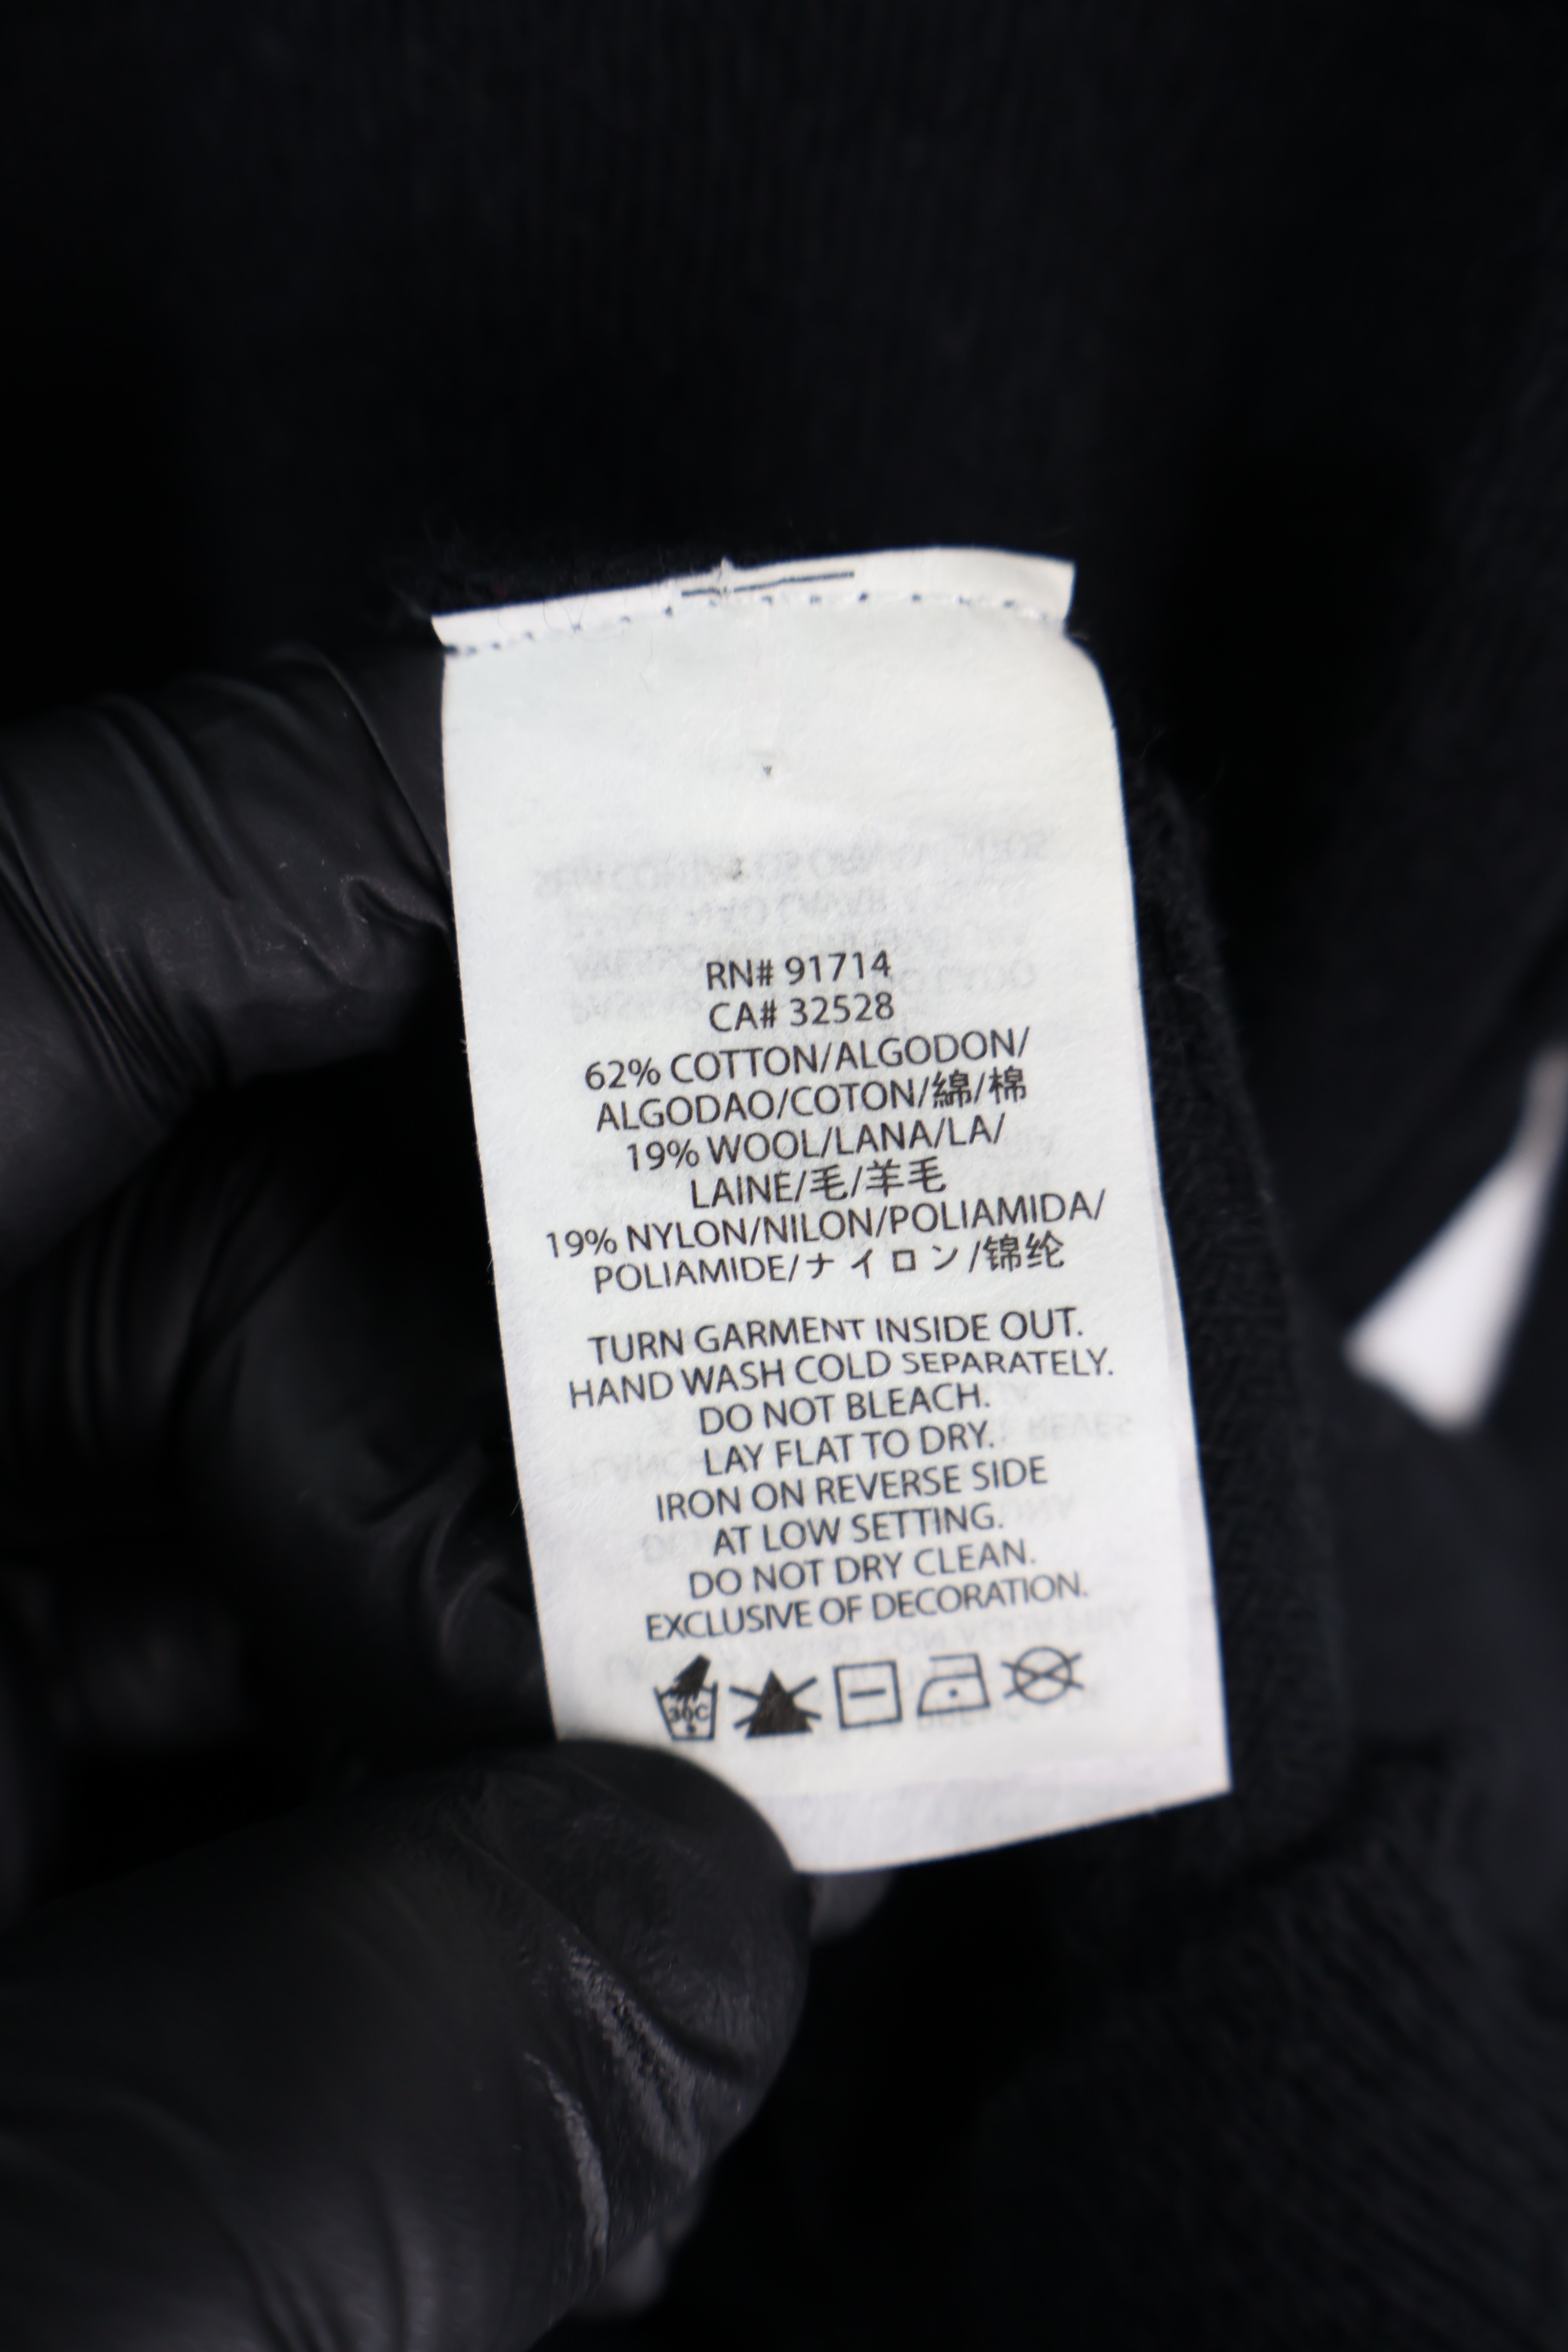 RN# 91714
CA# 32528
62% COTTON/ALGODON/
ALGODAO/COTON/綿/棉
19% WOOL/LANA/LA/
LAINE/毛/羊毛
19% NYLON/NILON/POLIAMIDA/
POLIAMIDE/ナイロン/锦纶
TURN GARMENT INSIDE OUT.
HAND WASH COLD SEPARATELY.
DO NOT BLEACH.
LAY FLAT TO DRY.
IRON ON REVERSE SIDE
AT LOW SETTING.
DO NOT DRY CLEAN.
EXCLUSIVE OF DECORATION.
30C